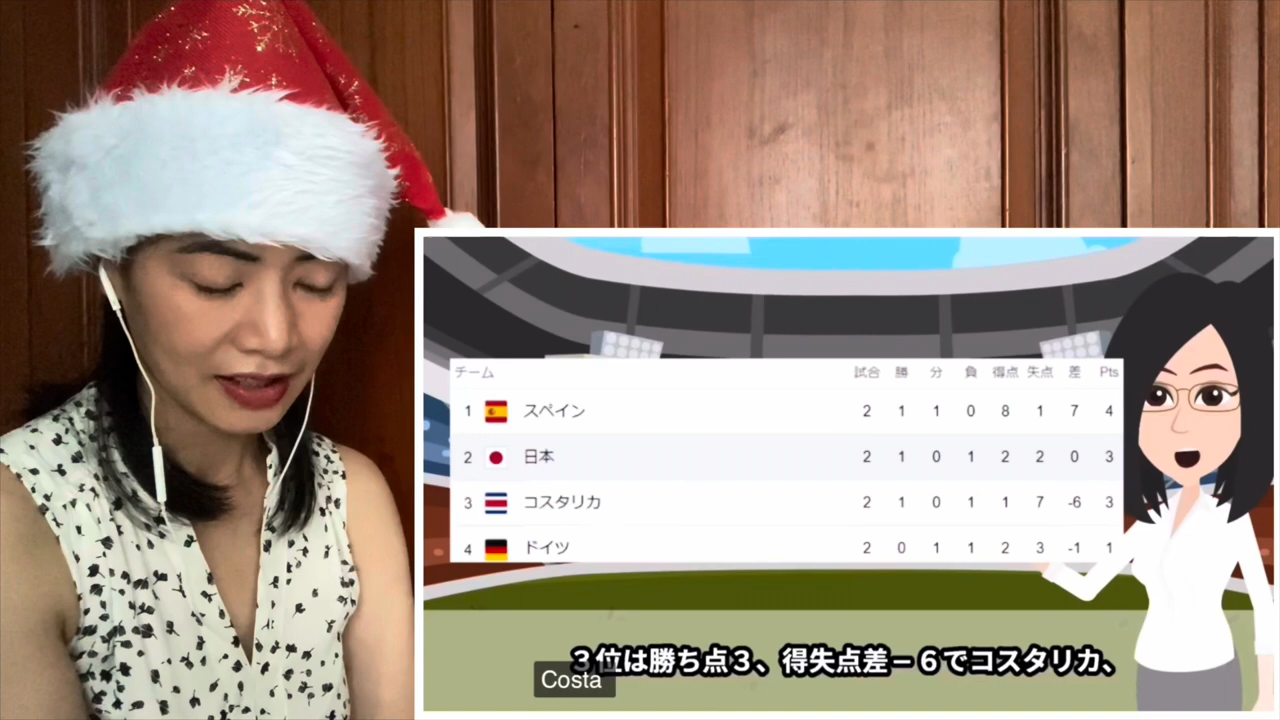 チーム 試合 勝 分 負 得点 失点 差 Pts
1 スペイン 2 1 1 0 8 1 7 4
2 日本 2 1 0 1 2 2 0 3
3 コスタリカ 2 1 0 1 1 7 -6 3
4 ドイツ 2 0 1 1 2 3 -1 1
３位は勝ち点３、得失点差－６でコスタリカ、
Costa